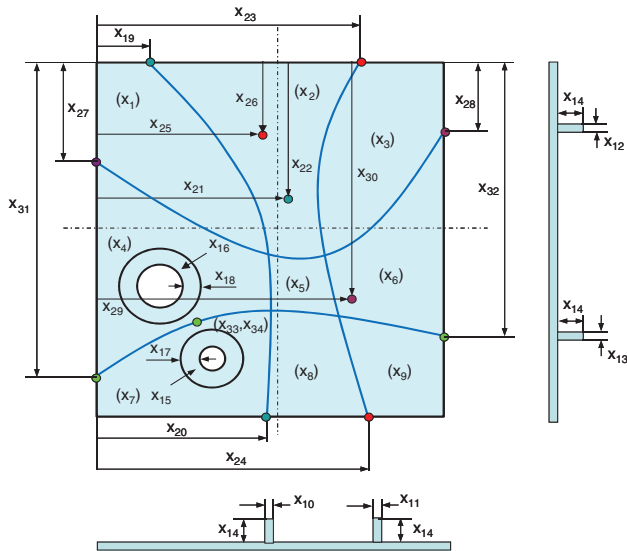 x23
x19
(x1)
x26
(x2)
x27
x25
x28
x14
x12
(x3)
x22
x30
x21
x31
x32
(x4)
x16
x18
(x5)
(x6)
x29
(x33,x34)
x14
x17
x13
(x7)
x15
(x8)
(x9)
x20
x24
x10
x11
x14
x14